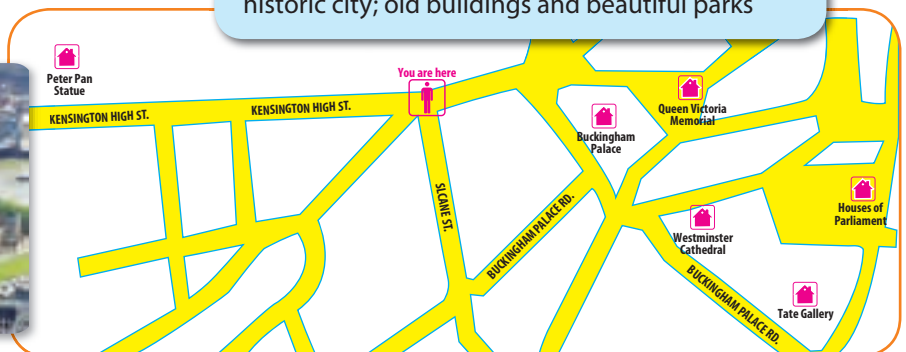 historic city; old buildings and beautiful parks
Peter Pan
Statue
You are here
KENSINGTON HIGH ST.
KENSINGTON HIGH ST.
Queen Victoria
Memorial
Buckingham
Palace
SLCANE ST.
BUCKINGHAM PALACE RD.
Houses of
Parliament
Westminster
Cathedral
BUCKINGHAM PALACE RD.
Tate Gallery